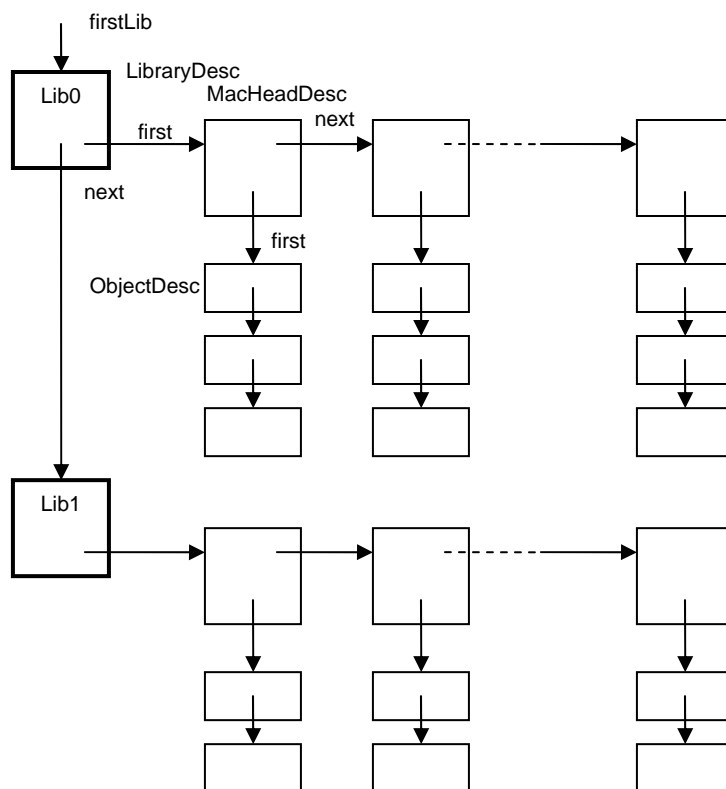 firstLib
LibraryDesc
Lib0
MacHeadDesc
first
next
next
first
ObjectDesc
Lib1